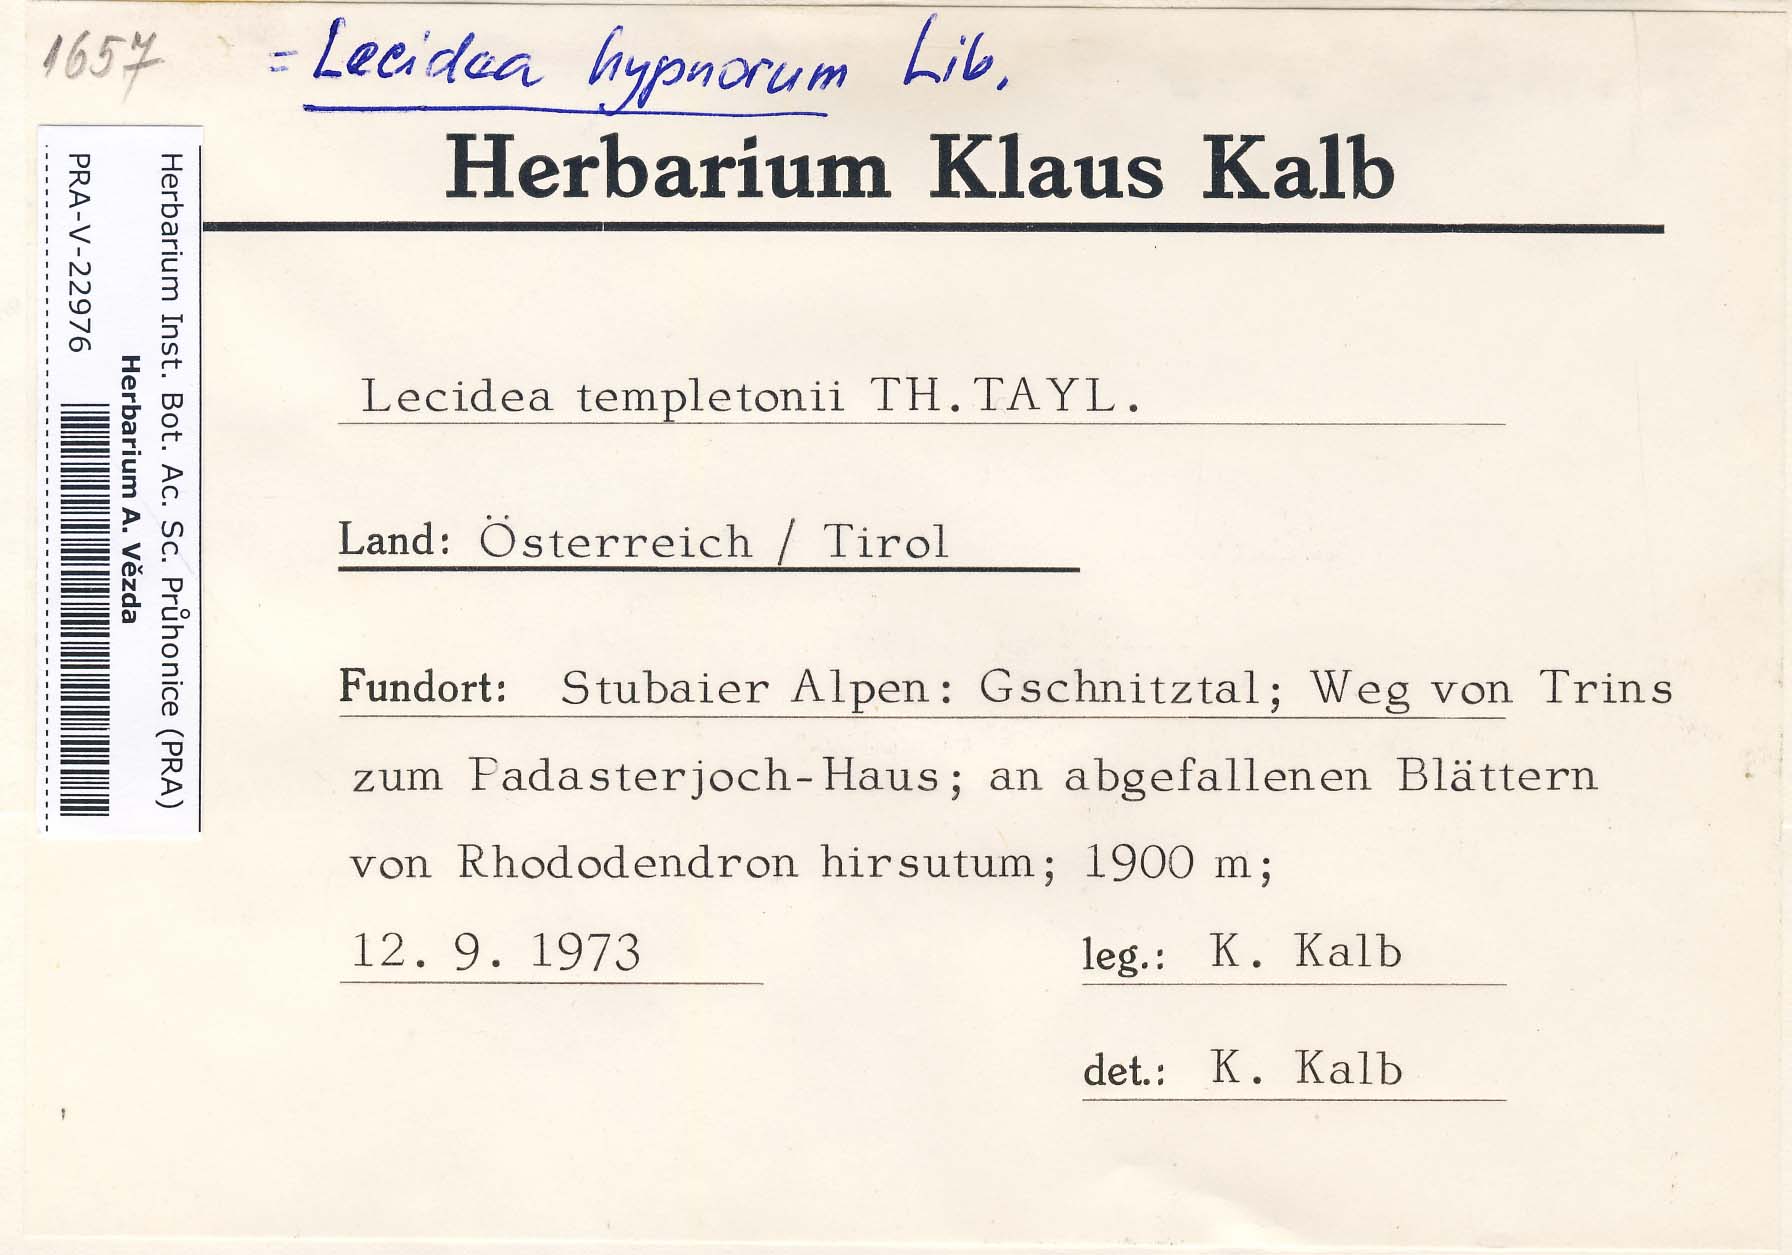 1657
= Lecidea hypnorum Lib.
Herbarium Klaus Kalb
Herbarium Inst. Bot. Ac. Sc. Průhonice (PRA)
Herbarium A. Vězda
PRA-V-22976
Lecidea templetonii TH.TAYL.
Land: Österreich / Tirol
Fundort: Stubaier Alpen: Gschnitztal; Weg von Trins
zum Padasterjoch-Haus; an abgefallenen Blättern
von Rhododendron hirsutum; 1900 m;
12. 9. 1973 leg.: K. Kalb
det.: K. Kalb